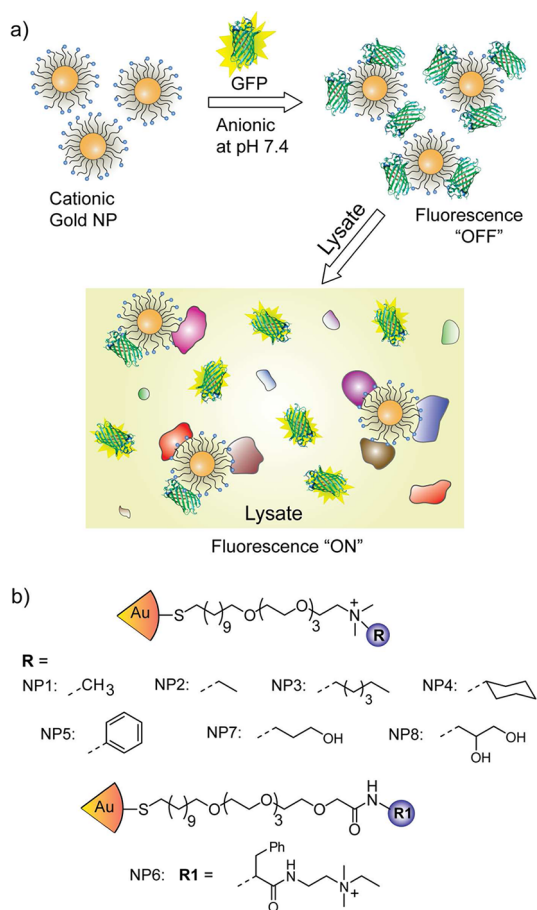 a)
GFP
Anionic
at pH 7.4
Cationic
Gold NP
Fluorescence
“OFF”
Lysate
Lysate
Fluorescence “ON”
b)
Au S 9 O O 3 N + R
R =
NP1: CH3 NP2: NP3: 3 NP4:
NP5: NP7: OH NP8: OH
OH
Au S 9 O O 3 O O H N R1
O
Ph
NP6: R1 = H N N +
O